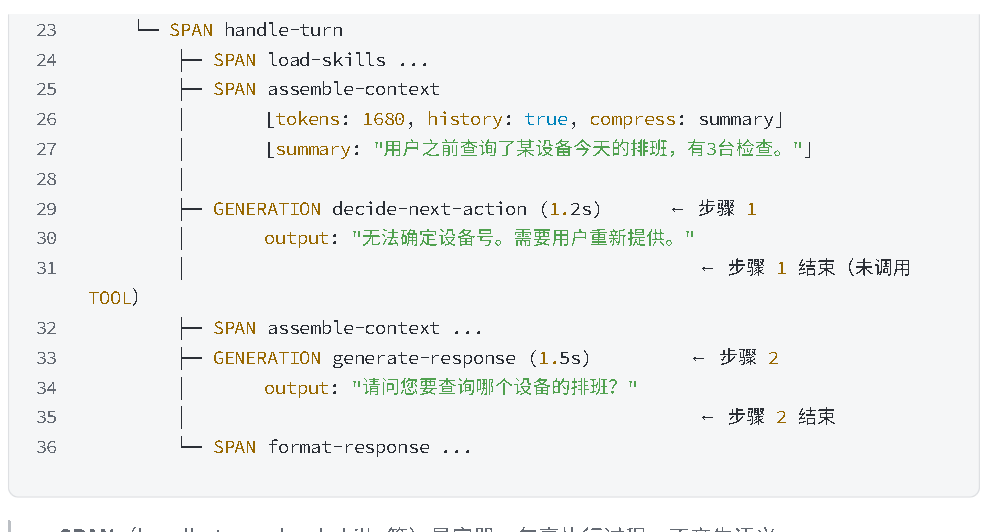 23 └─ SPAN handle-turn
24 ├─ SPAN load-skills ...
25 ├─ SPAN assemble-context
26 │ ⌊tokens: 1680, history: true, compress: summary⌋
27 │ ⌊summary: "用户之前查询了某设备今天的排班，有3台检查。"⌋
28 │
29 ├─ GENERATION decide-next-action (1.2s) ← 步骤 1
30 │ output: "无法确定设备号。需要用户重新提供。"
31 │ ← 步骤 1 结束（未调用
TOOL）
32 ├─ SPAN assemble-context ...
33 ├─ GENERATION generate-response (1.5s) ← 步骤 2
34 │ output: "请问您要查询哪个设备的排班？"
35 │ ← 步骤 2 结束
36 └─ SPAN format-response ...